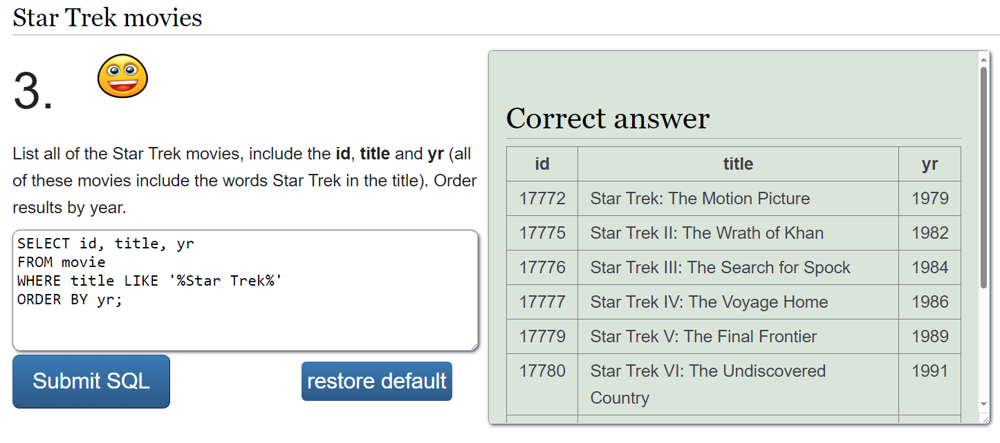 Star Trek movies
3.
List all of the Star Trek movies, include the id, title and yr (all
of these movies include the words Star Trek in the title). Order
results by year.
SELECT id, title, yr
FROM movie
WHERE title LIKE '%Star Trek%'
ORDER BY yr;
Submit SQL restore default
Correct answer
id title yr
17772 Star Trek: The Motion Picture 1979
17775 Star Trek II: The Wrath of Khan 1982
17776 Star Trek III: The Search for Spock 1984
17777 Star Trek IV: The Voyage Home 1986
17779 Star Trek V: The Final Frontier 1989
17780 Star Trek VI: The Undiscovered 1991
Country